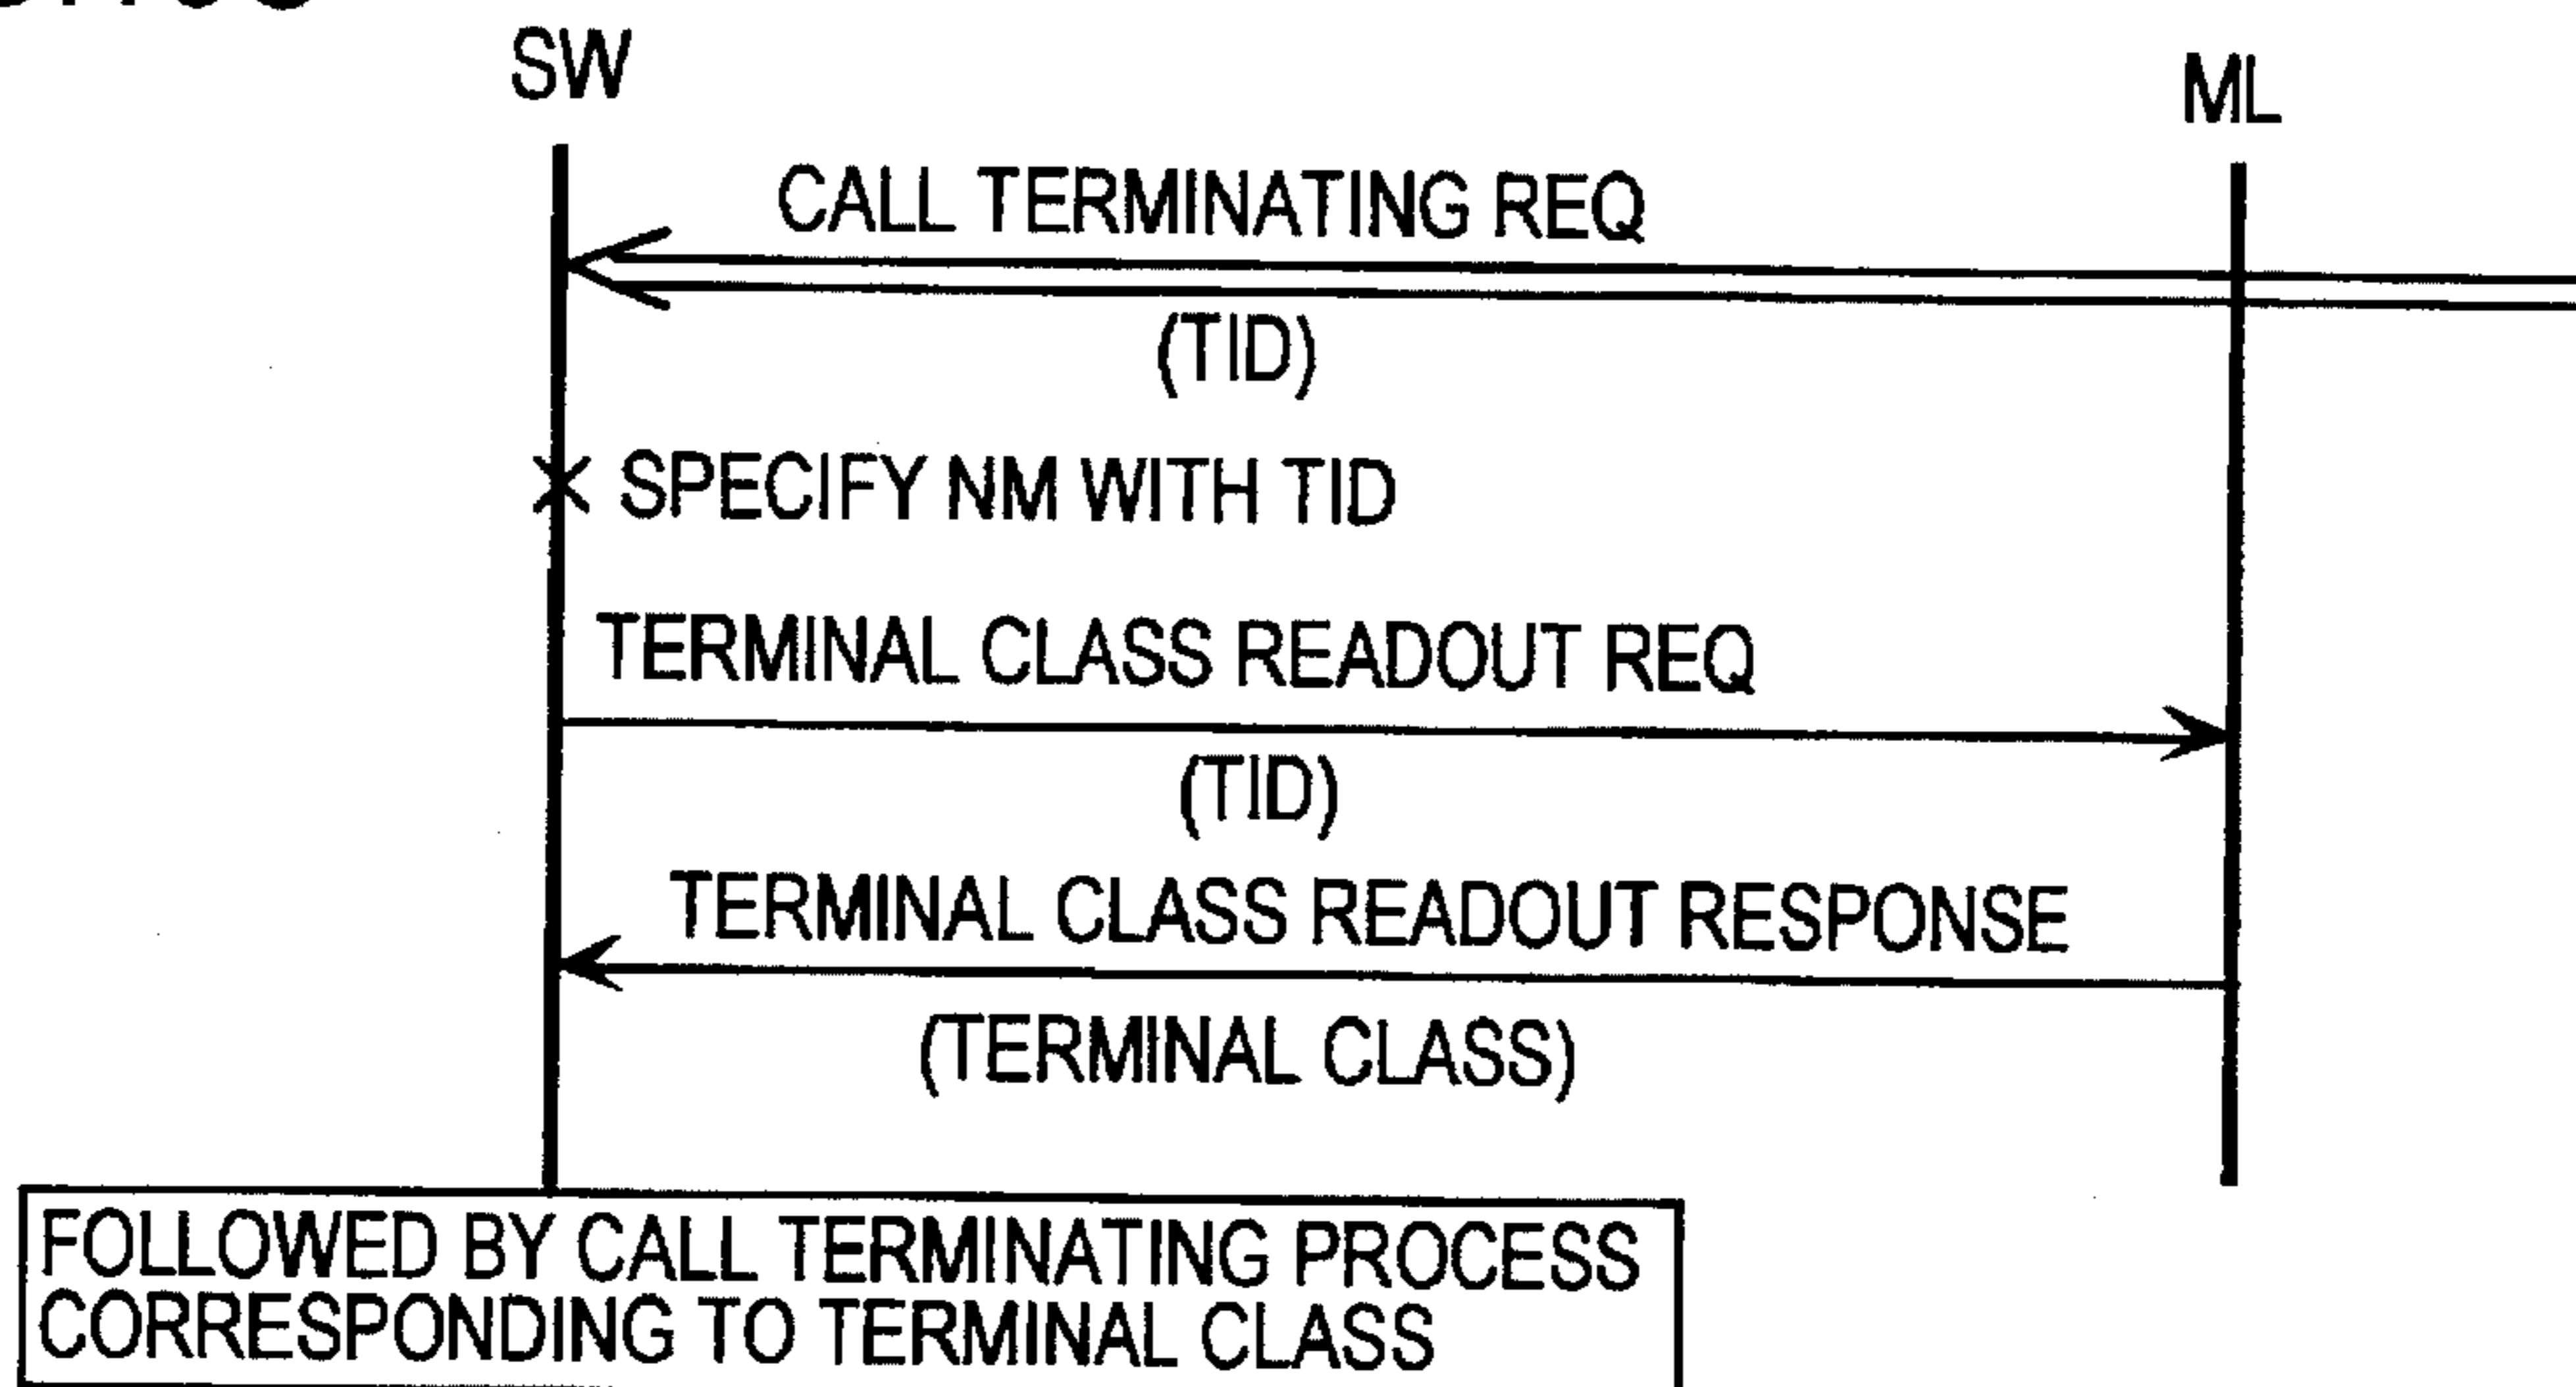 SW
ML
CALL TERMINATING REQ
(TID)
SPECIFY NM WITH TID
TERMINAL CLASS READOUT REQ
(TID)
TERMINAL CLASS READOUT RESPONSE
(TERMINAL CLASS)
FOLLOWED BY CALL TERMINATING PROCESS
CORRESPONDING TO TERMINAL CLASS